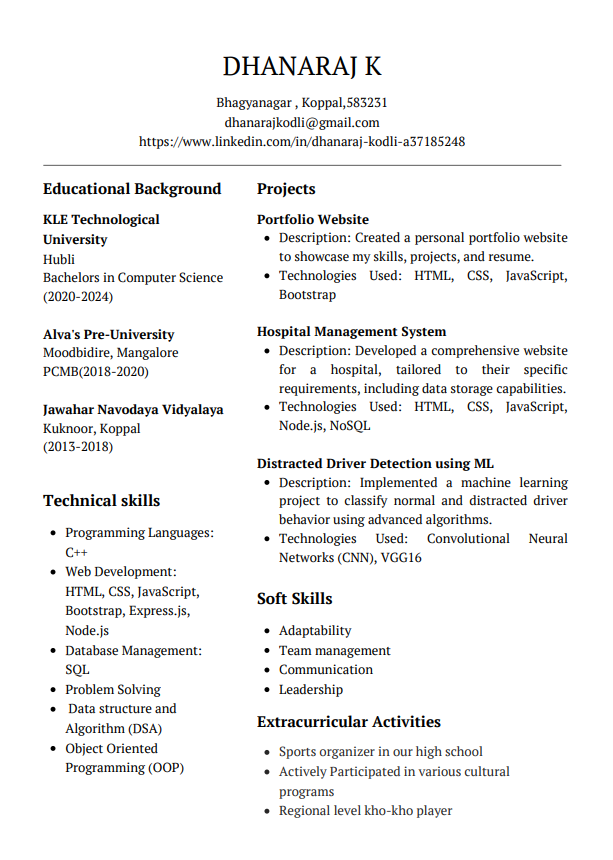 DHANARAJ K
Bhagyanagar , Koppal,583231
dhanarajkodli@gmail.com
https://www.linkedin.com/in/dhanaraj-kodli-a37185248
Educational Background
KLE Technological
University
Hubli
Bachelors in Computer Science
(2020-2024)
Alva's Pre-University
Moodbidire, Mangalore
PCMB(2018-2020)
Jawahar Navodaya Vidyalaya
Kuknoor, Koppal
(2013-2018)
Technical skills
• Programming Languages:
C++
• Web Development:
HTML, CSS, JavaScript,
Bootstrap, Express.js,
Node.js
• Database Management:
SQL
• Problem Solving
• Data structure and
Algorithm (DSA)
• Object Oriented
Programming (OOP)
Projects
Portfolio Website
• Description: Created a personal portfolio website
to showcase my skills, projects, and resume.
• Technologies Used: HTML, CSS, JavaScript,
Bootstrap
Hospital Management System
• Description: Developed a comprehensive website
for a hospital, tailored to their specific
requirements, including data storage capabilities.
• Technologies Used: HTML, CSS, JavaScript,
Node.js, NoSQL
Distracted Driver Detection using ML
• Description: Implemented a machine learning
project to classify normal and distracted driver
behavior using advanced algorithms.
• Technologies Used: Convolutional Neural
Networks (CNN), VGG16
Soft Skills
• Adaptability
• Team management
• Communication
• Leadership
Extracurricular Activities
• Sports organizer in our high school
• Actively Participated in various cultural
programs
• Regional level kho-kho player